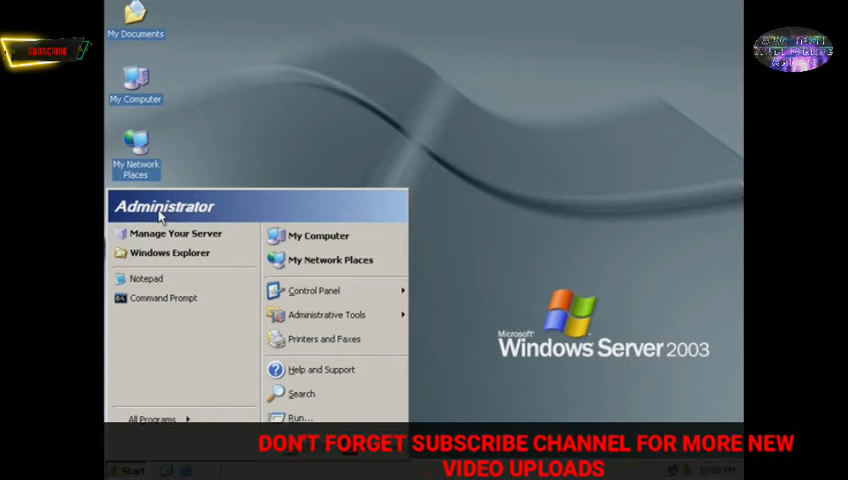 My Documents
My Computer
My Network
Places
SUBSCRIBE
Administrator
Manage Your Server
Windows Explorer
Notepad
Command Prompt
All Programs
My Computer
My Network Places
Control Panel
Administrative Tools
Printers and Faxes
Help and Support
Search
Run...
Microsoft
Windows Server 2003
DON'T FORGET SUBSCRIBE CHANNEL FOR MORE NEW
VIDEO UPLOADS
Start